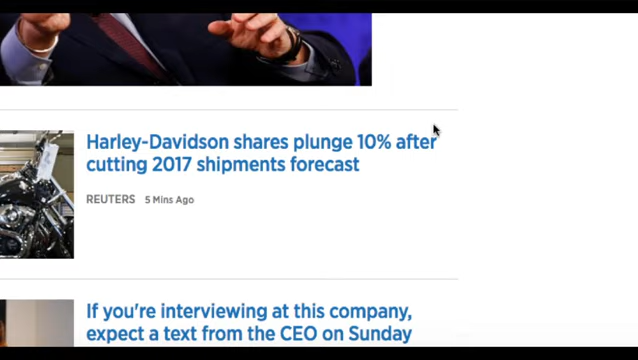 Harley-Davidson shares plunge 10% after
cutting 2017 shipments forecast
REUTERS 5 Mins Ago
If you're interviewing at this company,
expect a text from the CEO on Sunday